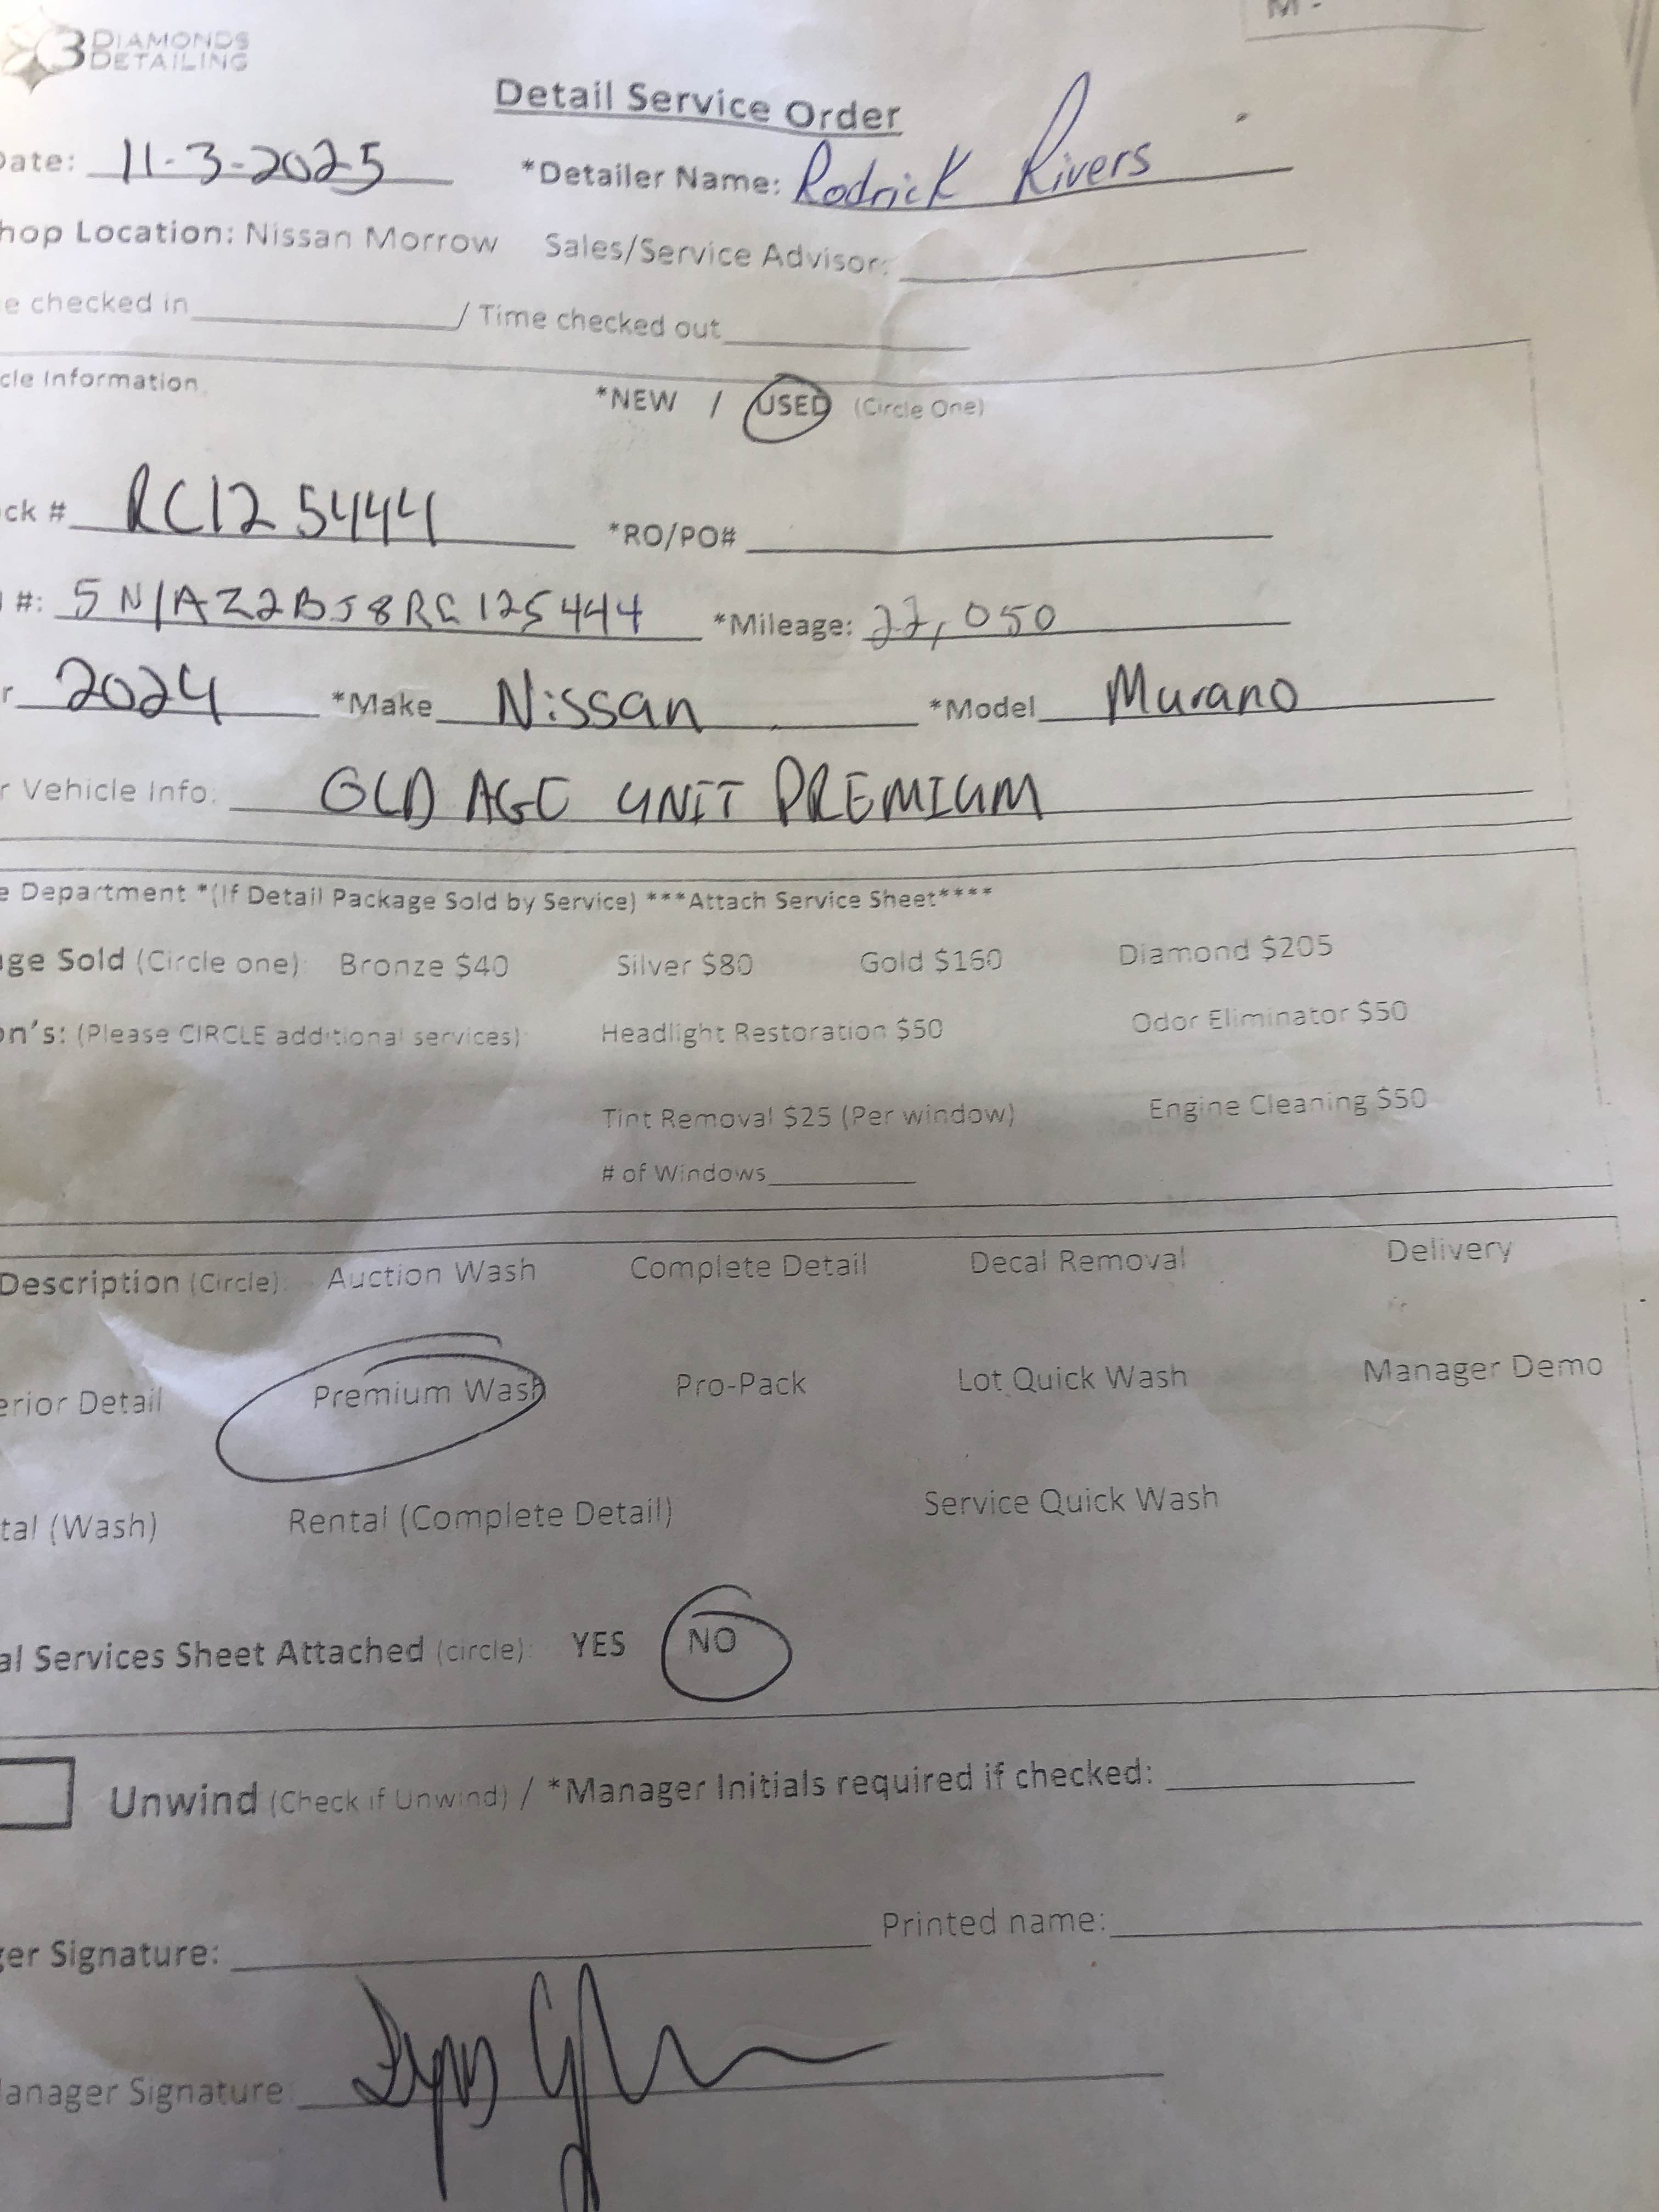 3 DIAMONDS
DETAILING
M -
Detail Service Order
Date: 11-3-2025 *Detailer Name: Rodrick Rivers
hop Location: Nissan Morrow Sales/Service Advisor:
e checked in / Time checked out
cle Information
*NEW / USED (Circle One)
ck # RC125444 *RO/PO#
#: 5N1AZ2BJ8RC125444 *Mileage: 22,050
r 2024 *Make Nissan *Model Murano
r Vehicle Info: OLD AGE UNIT PREMIUM
e Department *(If Detail Package Sold by Service) ***Attach Service Sheet****
ge Sold (Circle one): Bronze $40 Silver $80 Gold $160 Diamond $205
on's: (Please CIRCLE additional services) Headlight Restoration $50 Odor Eliminator $50
Tint Removal $25 (Per window) Engine Cleaning $50
# of Windows
Description (Circle). Auction Wash Complete Detail Decal Removal Delivery
erior Detail Premium Wash Pro-Pack Lot Quick Wash Manager Demo
tal (Wash) Rental (Complete Detail) Service Quick Wash
al Services Sheet Attached (circle): YES NO
Unwind (Check if Unwind) / *Manager Initials required if checked:
ger Signature: Printed name:
Manager Signature: